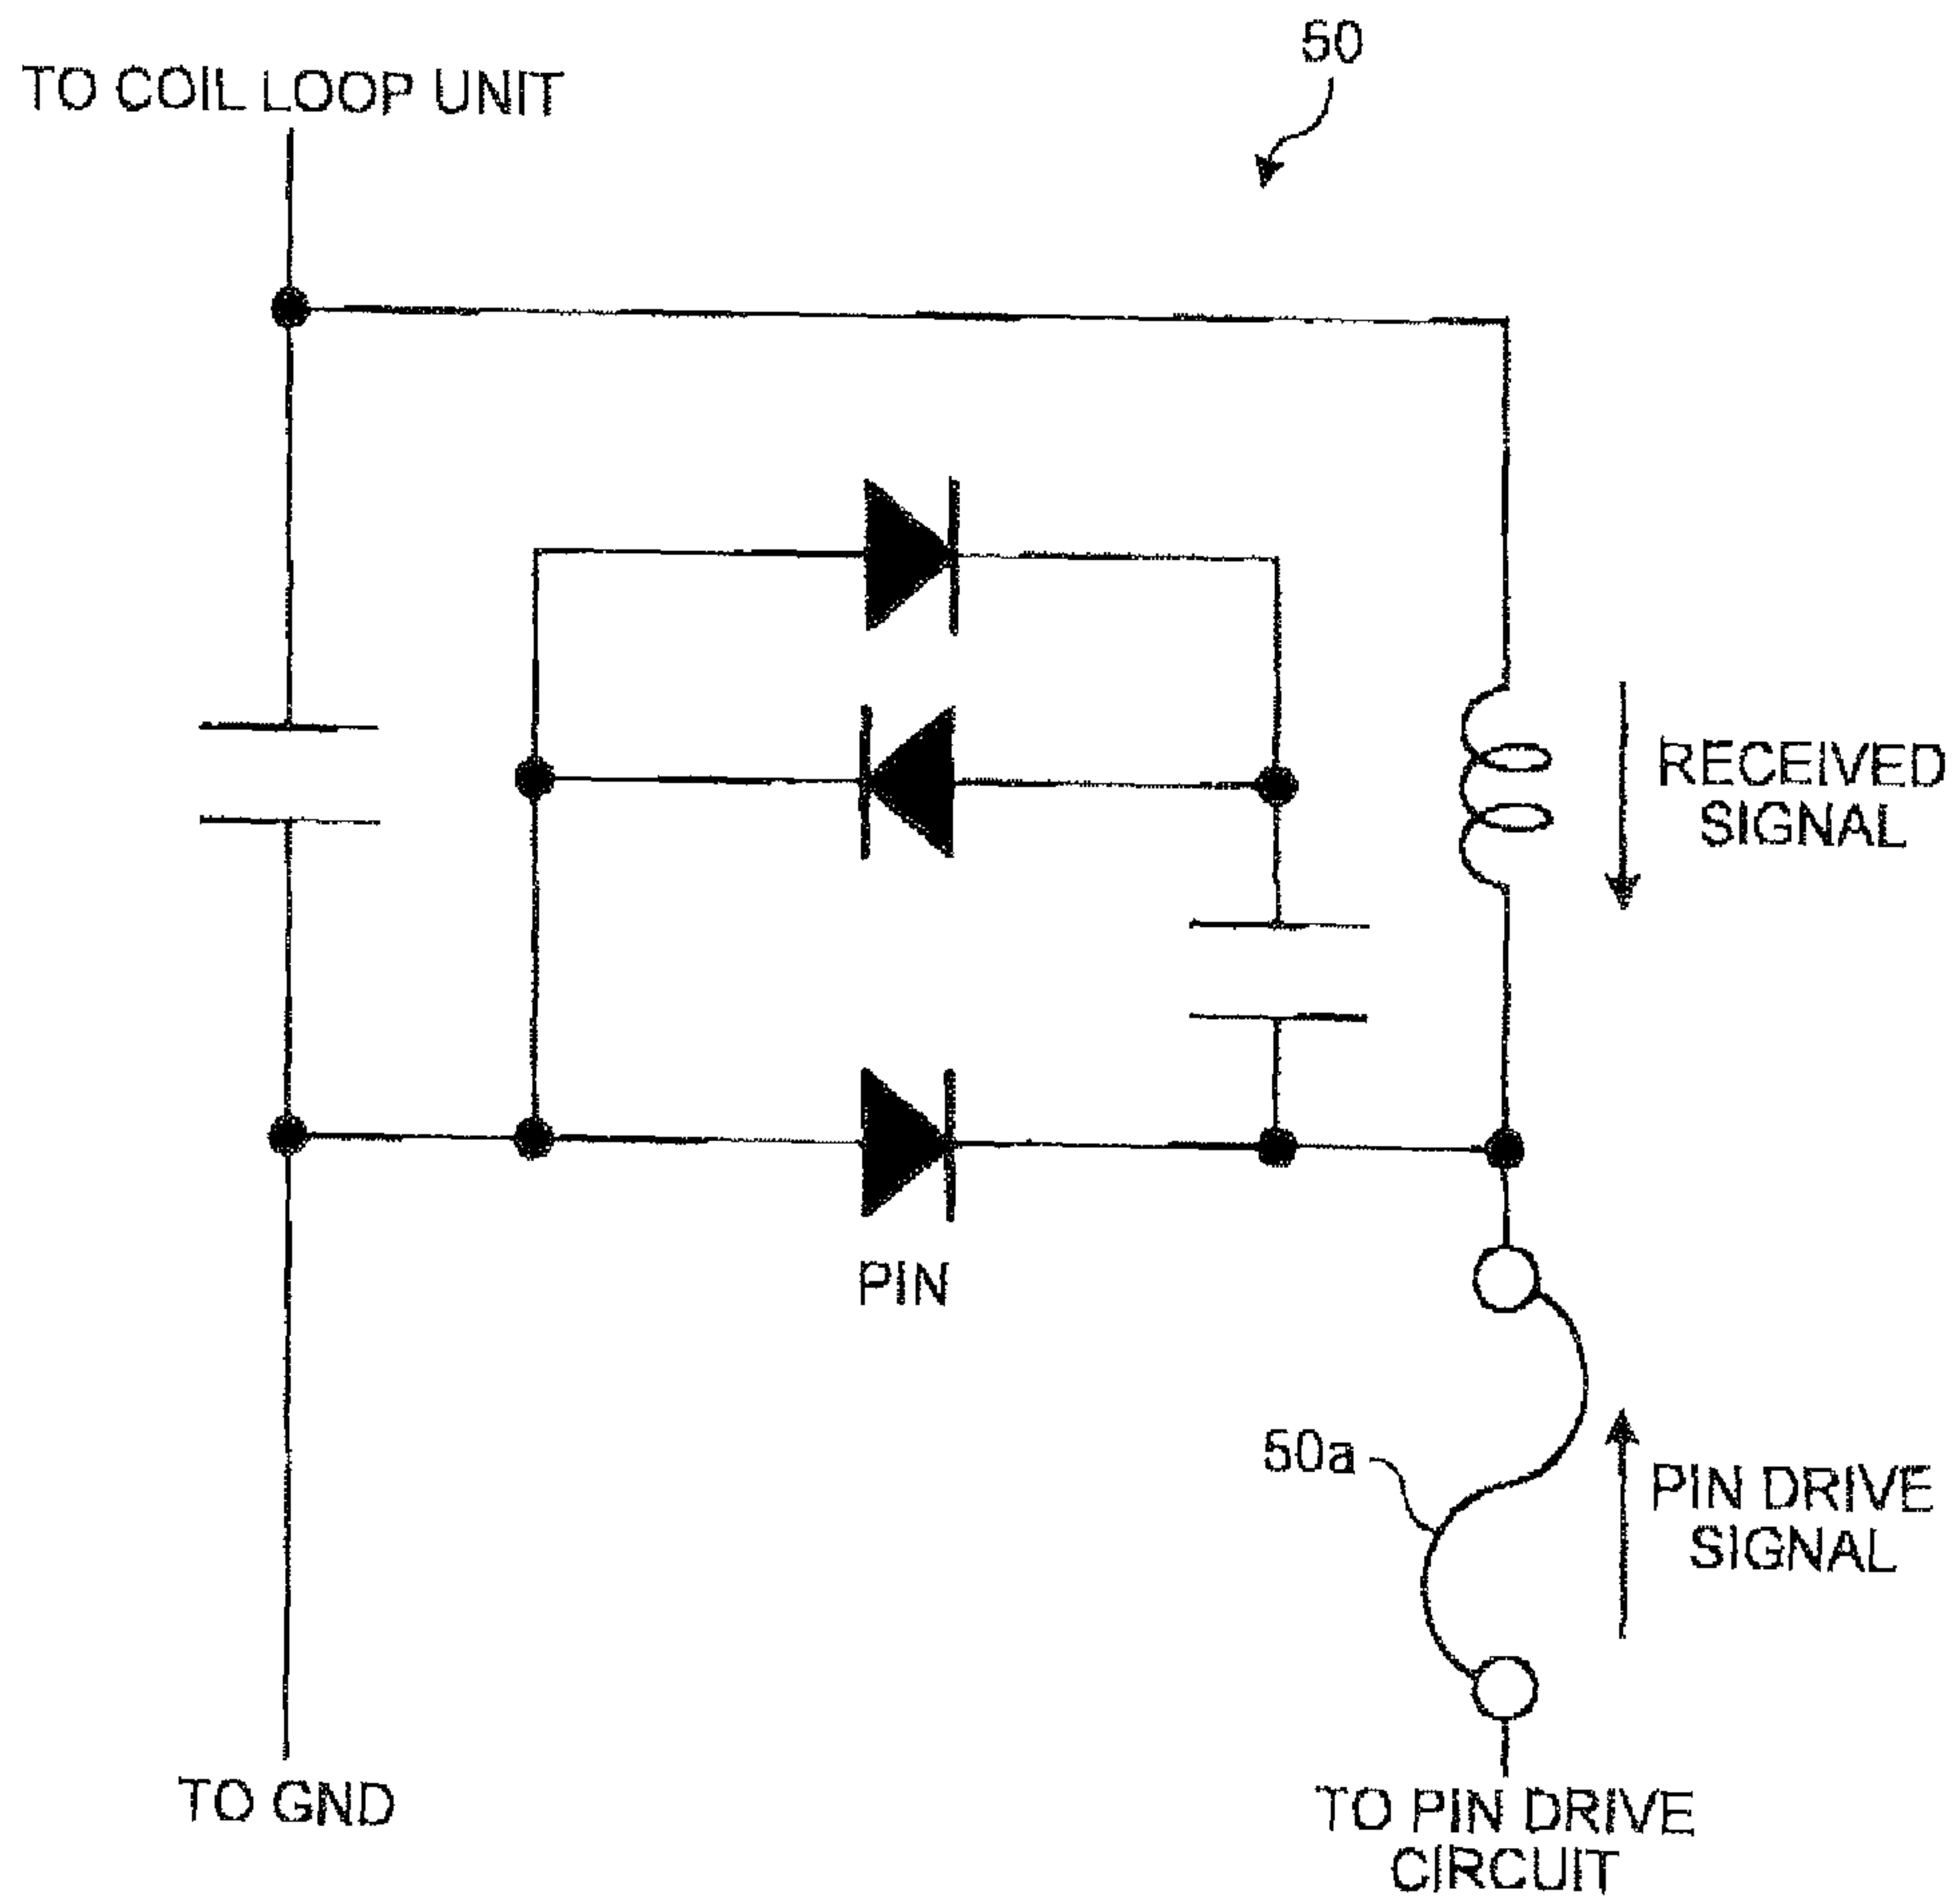 50
TO COIL LOOP UNIT
RECEIVED
SIGNAL
PIN
50a
PIN DRIVE
SIGNAL
TO GND
TO PIN DRIVE
CIRCUIT